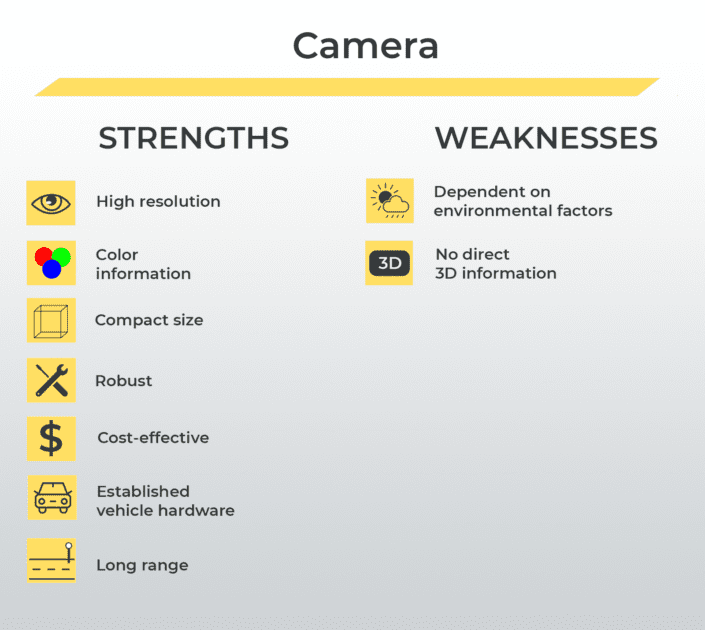 Camera
STRENGTHS
High resolution
Color
information
Compact size
Robust
$
Cost-effective
Established
vehicle hardware
Long range
WEAKNESSES
Dependent on
environmental factors
3D
No direct
3D information